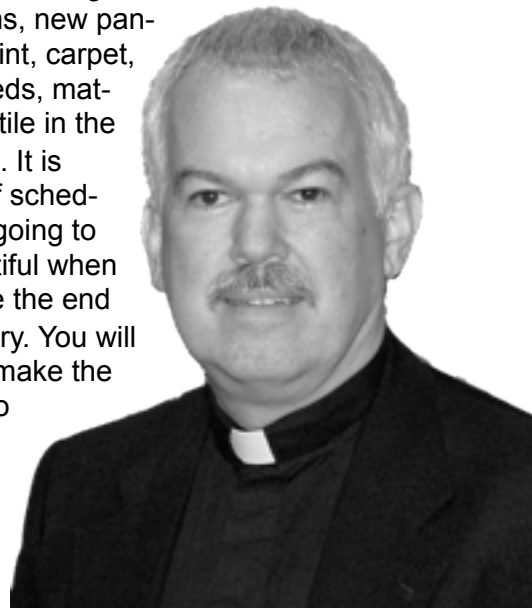 ns, new pan-
int, carpet,
eds, mat-
tile in the
. It is
f sched-
going to
tiful when
e the end
ry. You will
make the
o